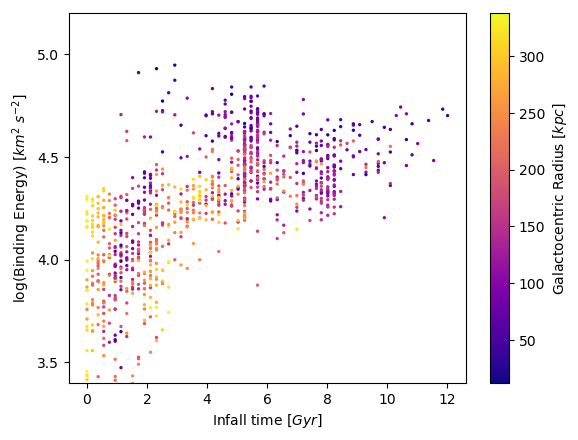 5.0
4.5
4.0
3.5
log(Binding Energy) [km² s⁻²]
0 2 4 6 8 10 12
Infall time [Gyr]
300
250
200
150
100
50
Galactocentric Radius [kpc]